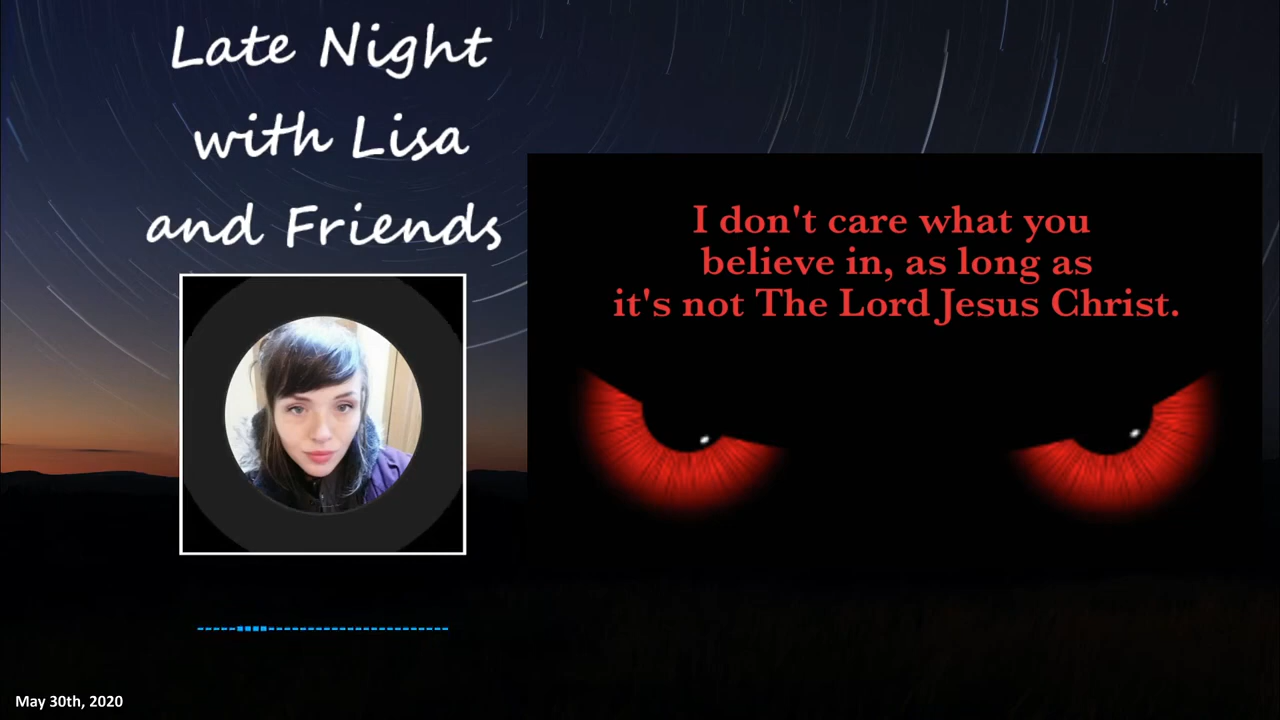 Late Night
with Lisa
and Friends
I don't care what you
believe in, as long as
it's not The Lord Jesus Christ.
May 30th, 2020